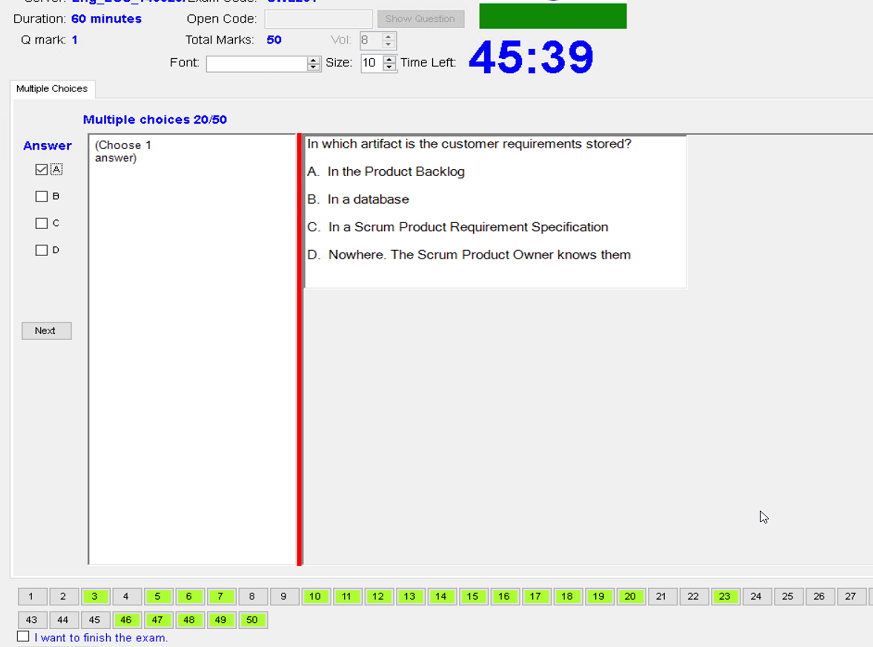 Duration: 60 minutes Open Code: Show Question
Q mark: 1 Total Marks: 50 Vol: 8
Font: Size: 10 Time Left: 45:39
Multiple Choices
Multiple choices 20/50
Answer
(Choose 1
answer)
A
B
C
D
Next
In which artifact is the customer requirements stored?
A. In the Product Backlog
B. In a database
C. In a Scrum Product Requirement Specification
D. Nowhere. The Scrum Product Owner knows them
1 2 3 4 5 6 7 8 9 10 11 12 13 14 15 16 17 18 19 20 21 22 23 24 25 26 27
43 44 45 46 47 48 49 50
I want to finish the exam.